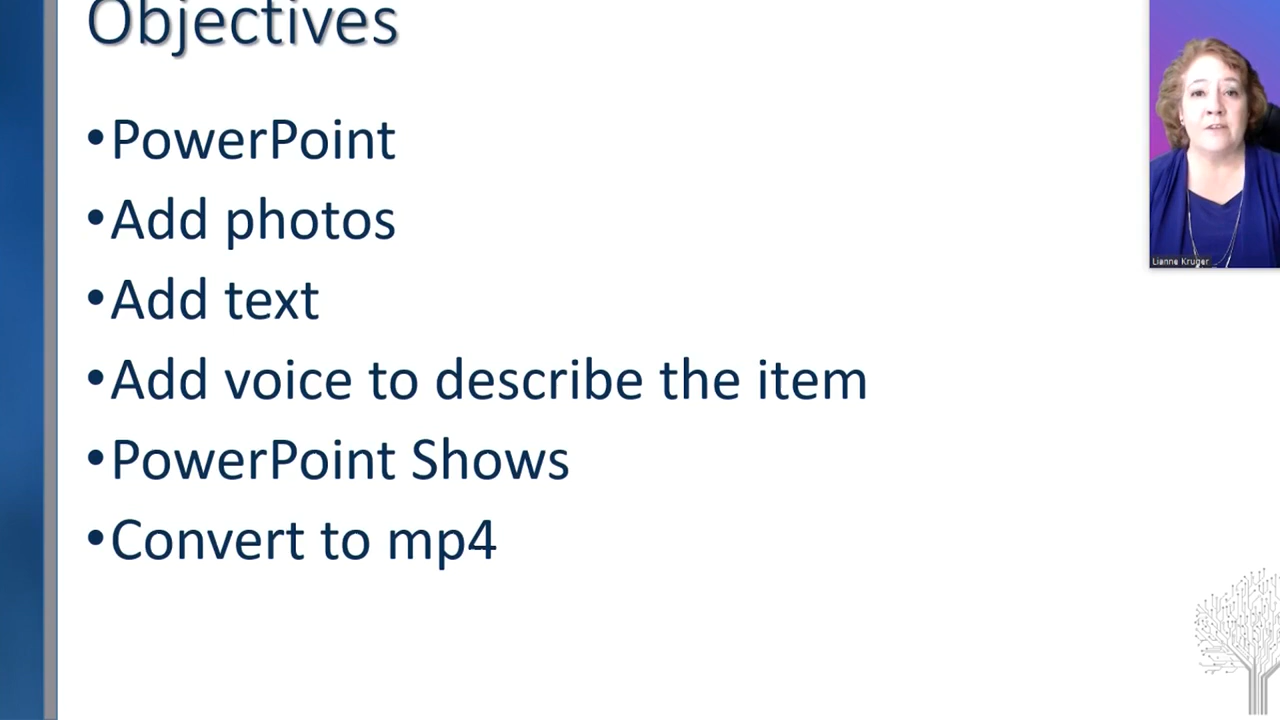 Objectives
•PowerPoint
•Add photos
•Add text
•Add voice to describe the item
•PowerPoint Shows
•Convert to mp4
Lianne Kruger